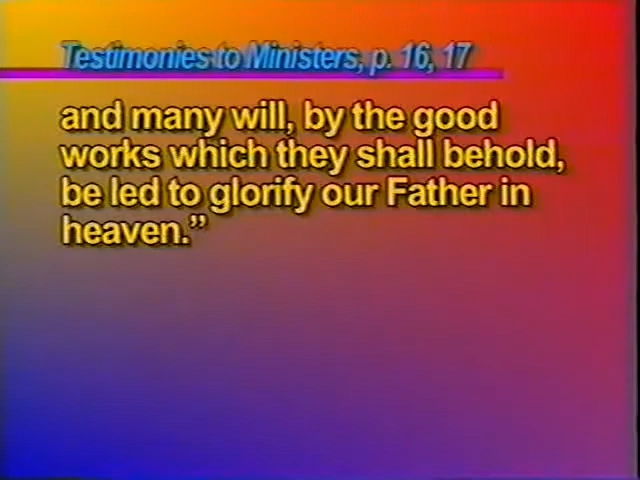 Testimonies to Ministers, p. 16, 17
and many will, by the good
works which they shall behold,
be led to glorify our Father in
heaven.”